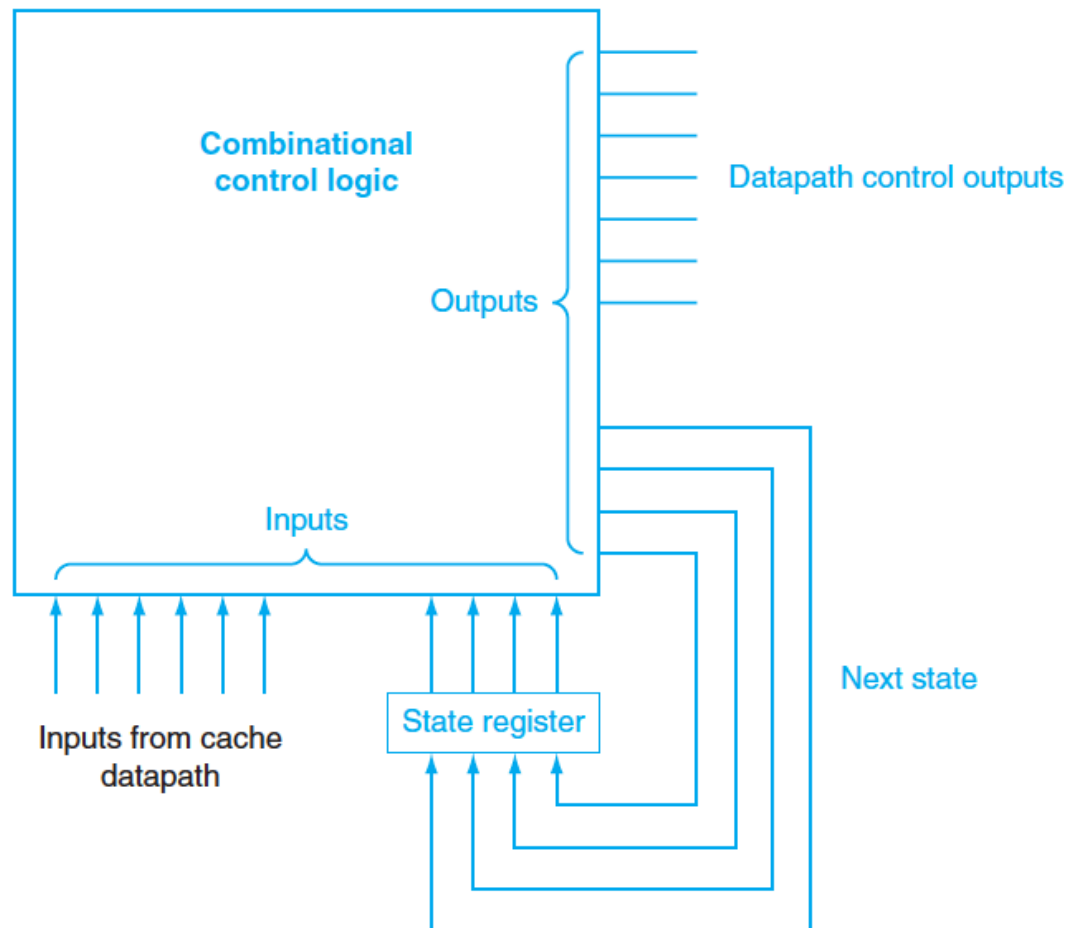 Combinational
control logic
Datapath control outputs
Outputs
Inputs
Next state
State register
Inputs from cache
datapath